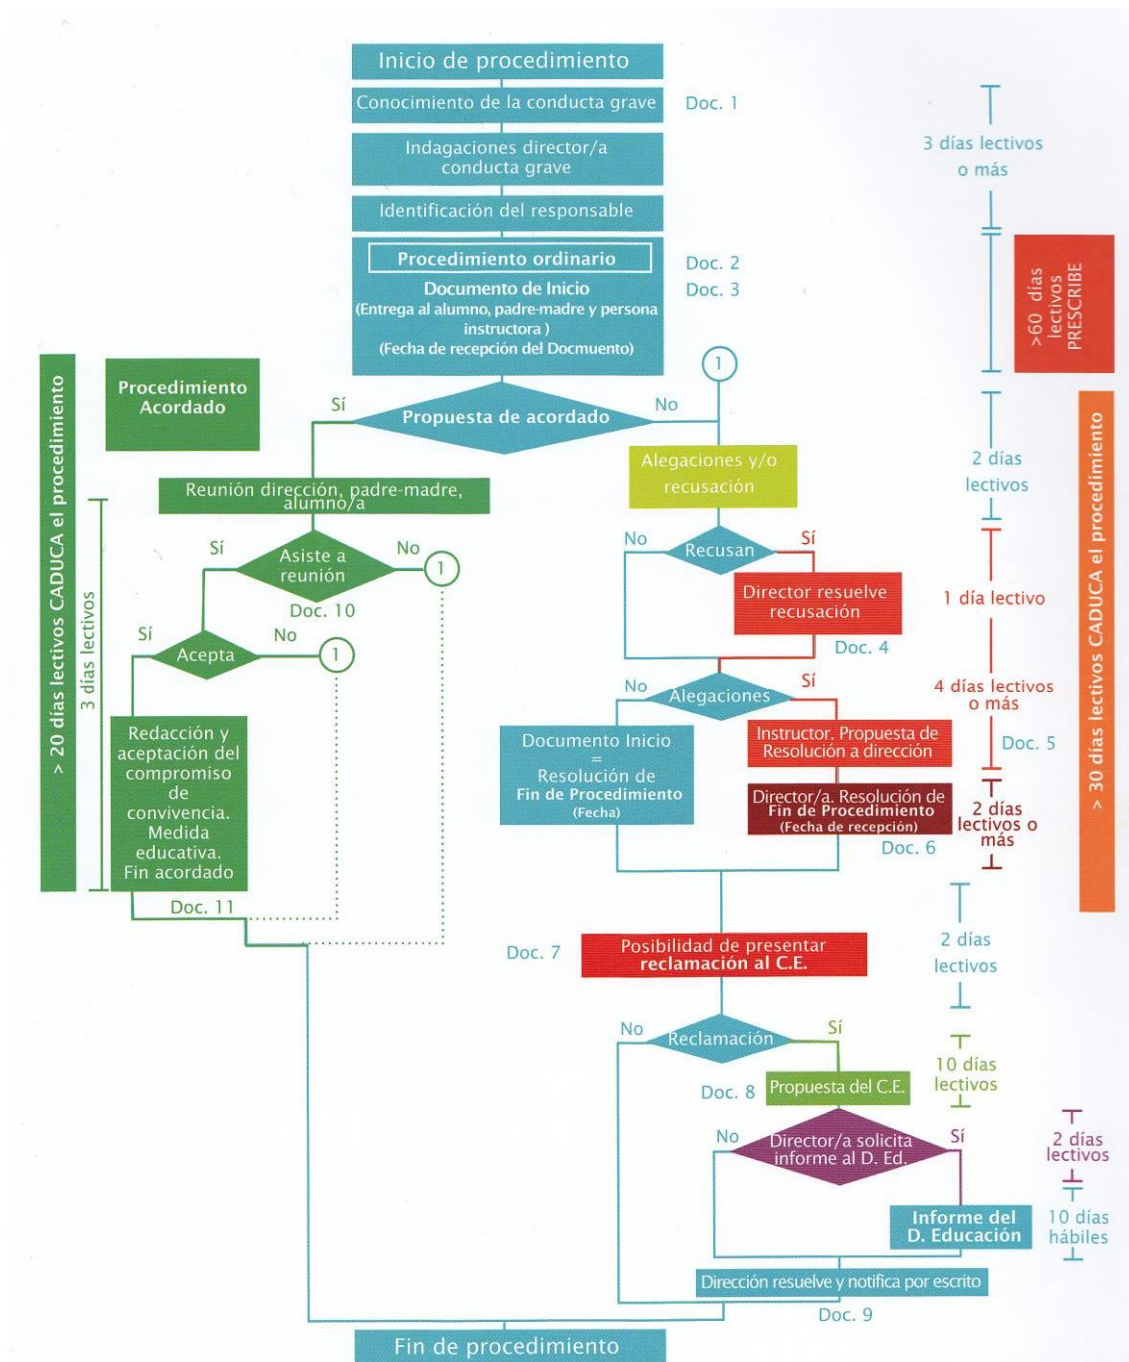 Inicio de procedimiento
Conocimiento de la conducta grave
Doc. 1
Indagaciones director/a
conducta grave
3 días lectivos
o más
Identificación del responsable
Procedimiento ordinario
Doc. 2
Documento de Inicio
Doc. 3
(Entrega al alumno, padre-madre y persona
instructora )
(Fecha de recepción del Docmuento)
>60 días
lectivos
PRESCRIBE
1
Procedimiento
Acordado
Sí
Propuesta de acordado
No
> 20 días lectivos CADUCA el procedimiento
3 días lectivos
> 30 días lectivos CADUCA el procedimiento
Alegaciones y/o
recusación
2 días
lectivos
Reunión dirección, padre-madre,
alumno/a
Sí
Asiste a
reunión
No
1
Doc. 10
Recusan
No
Sí
Director resuelve
recusación
1 día lectivo
Doc. 4
Sí
Acepta
No
1
No
Alegaciones
Sí
4 días lectivos
o más
Doc. 5
Redacción y
aceptación del
compromiso
de
convivencia.
Medida
educativa.
Fin acordado
Doc. 11
Documento Inicio
=
Resolución de
Fin de Procedimiento
(Fecha)
Instructor. Propuesta de
Resolución a dirección
Director/a. Resolución de
Fin de Procedimiento
(Fecha de recepción)
Doc. 6
2 días
lectivos o
más
Doc. 7
Posibilidad de presentar
reclamación al C.E.
2 días
lectivos
No
Reclamación
Sí
10 días
lectivos
Doc. 8
Propuesta del C.E.
No
Director/a solicita
informe al D. Ed.
Sí
2 días
lectivos
Informe del
D. Educación
10 días
hábiles
Dirección resuelve y notifica por escrito
Doc. 9
Fin de procedimiento